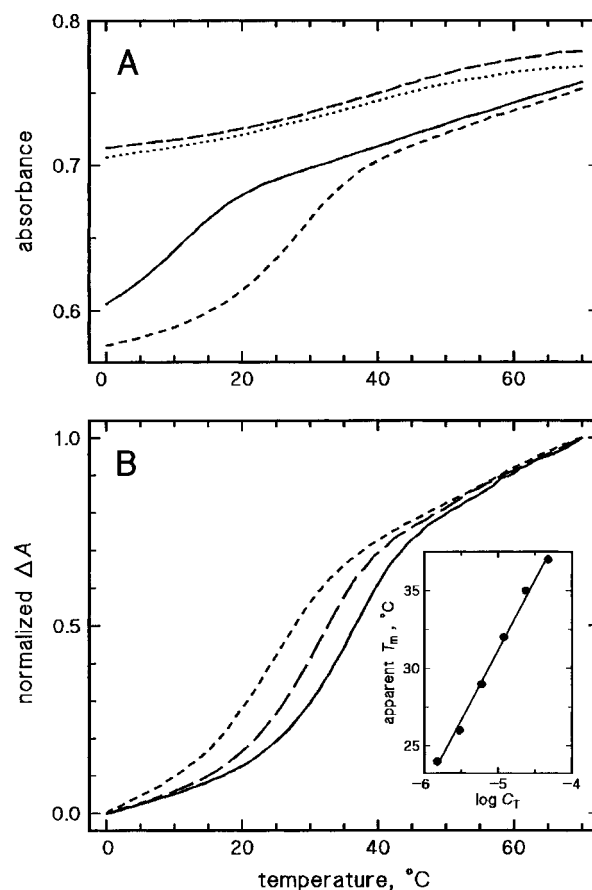 0.8
A
absorbance
0.7
0.6
0 20 40 60
1.0
B
normalized ΔA
0.5
0.0
0 20 40 60
temperature, °C
apparent Tm, °C
35
30
25
−6 −5 −4
log CT